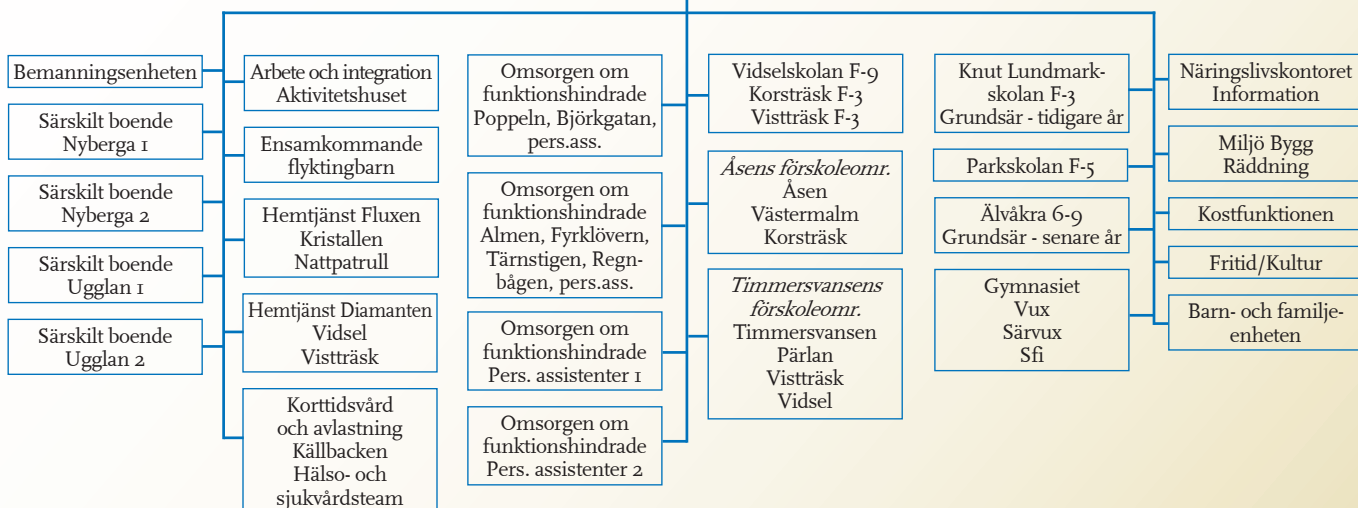 Bemanningsenheten
Särskilt boende
Nyberga 1
Särskilt boende
Nyberga 2
Särskilt boende
Ugglan 1
Särskilt boende
Ugglan 2
Arbete och integration
Aktivitetshuset
Ensamkommande
flyktingbarn
Hemtjänst Fluxen
Kristallen
Nattpatrull
Hemtjänst Diamanten
Vidsel
Vistträsk
Korttidsvård
och avlastning
Källbacken
Hälso- och
sjukvårdsteam
Omsorgen om
funktionshindrade
Poppeln, Björkgatan,
pers.ass.
Omsorgen om
funktionshindrade
Almen, Fyrklövern,
Tärnstigen, Regn-
bågen, pers.ass.
Omsorgen om
funktionshindrade
Pers. assistenter 1
Omsorgen om
funktionshindrade
Pers. assistenter 2
Vidselskolan F-9
Korsträsk F-3
Vistträsk F-3
Åsens förskoleomr.
Åsen
Västermalm
Korsträsk
Timmersvansens
förskoleomr.
Timmersvansen
Pärlan
Vistträsk
Vidsel
Knut Lundmark-
skolan F-3
Grundsär - tidigare år
Parkskolan F-5
Älvåkra 6-9
Grundsär - senare år
Gymnasiet
Vux
Särvux
Sfi
Näringslivskontoret
Information
Miljö Bygg
Räddning
Kostfunktionen
Fritid/Kultur
Barn- och familje-
enheten